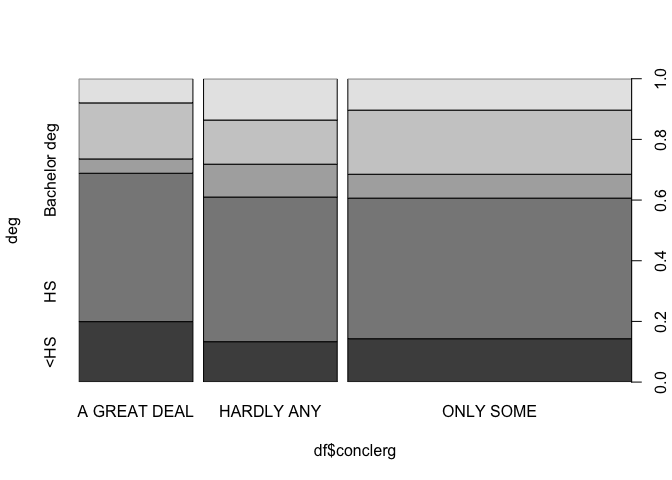 deg
Bachelor deg
HS
<HS
1.0
0.8
0.6
0.4
0.2
0.0
A GREAT DEAL
HARDLY ANY
ONLY SOME
df$conclerg